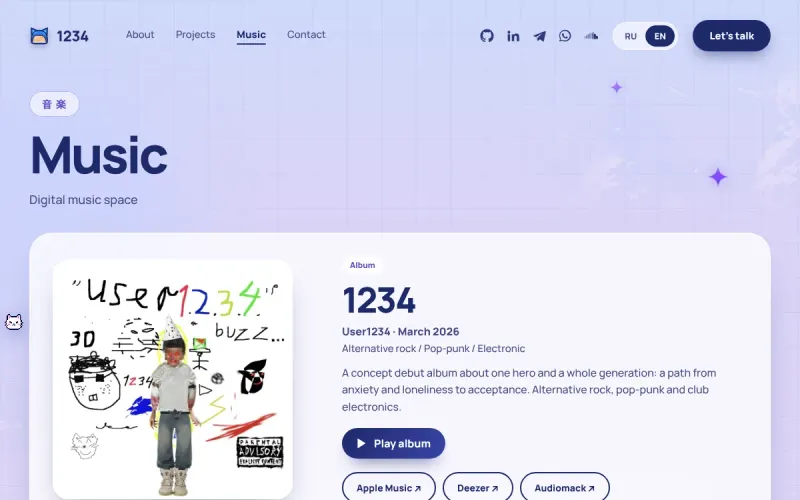 1234
About
Projects
Music
Contact
RU
EN
Let's talk
音楽
Music
Digital music space
"user1.2.3.4."
buzz...
3D
1234
PARENTAL
ADVISORY
EXPLICIT CONTENT
Album
1234
User1234 · March 2026
Alternative rock / Pop-punk / Electronic
A concept debut album about one hero and a whole generation: a path from
anxiety and loneliness to acceptance. Alternative rock, pop-punk and club
electronics.
Play album
Apple Music ↗
Deezer ↗
Audiomack ↗